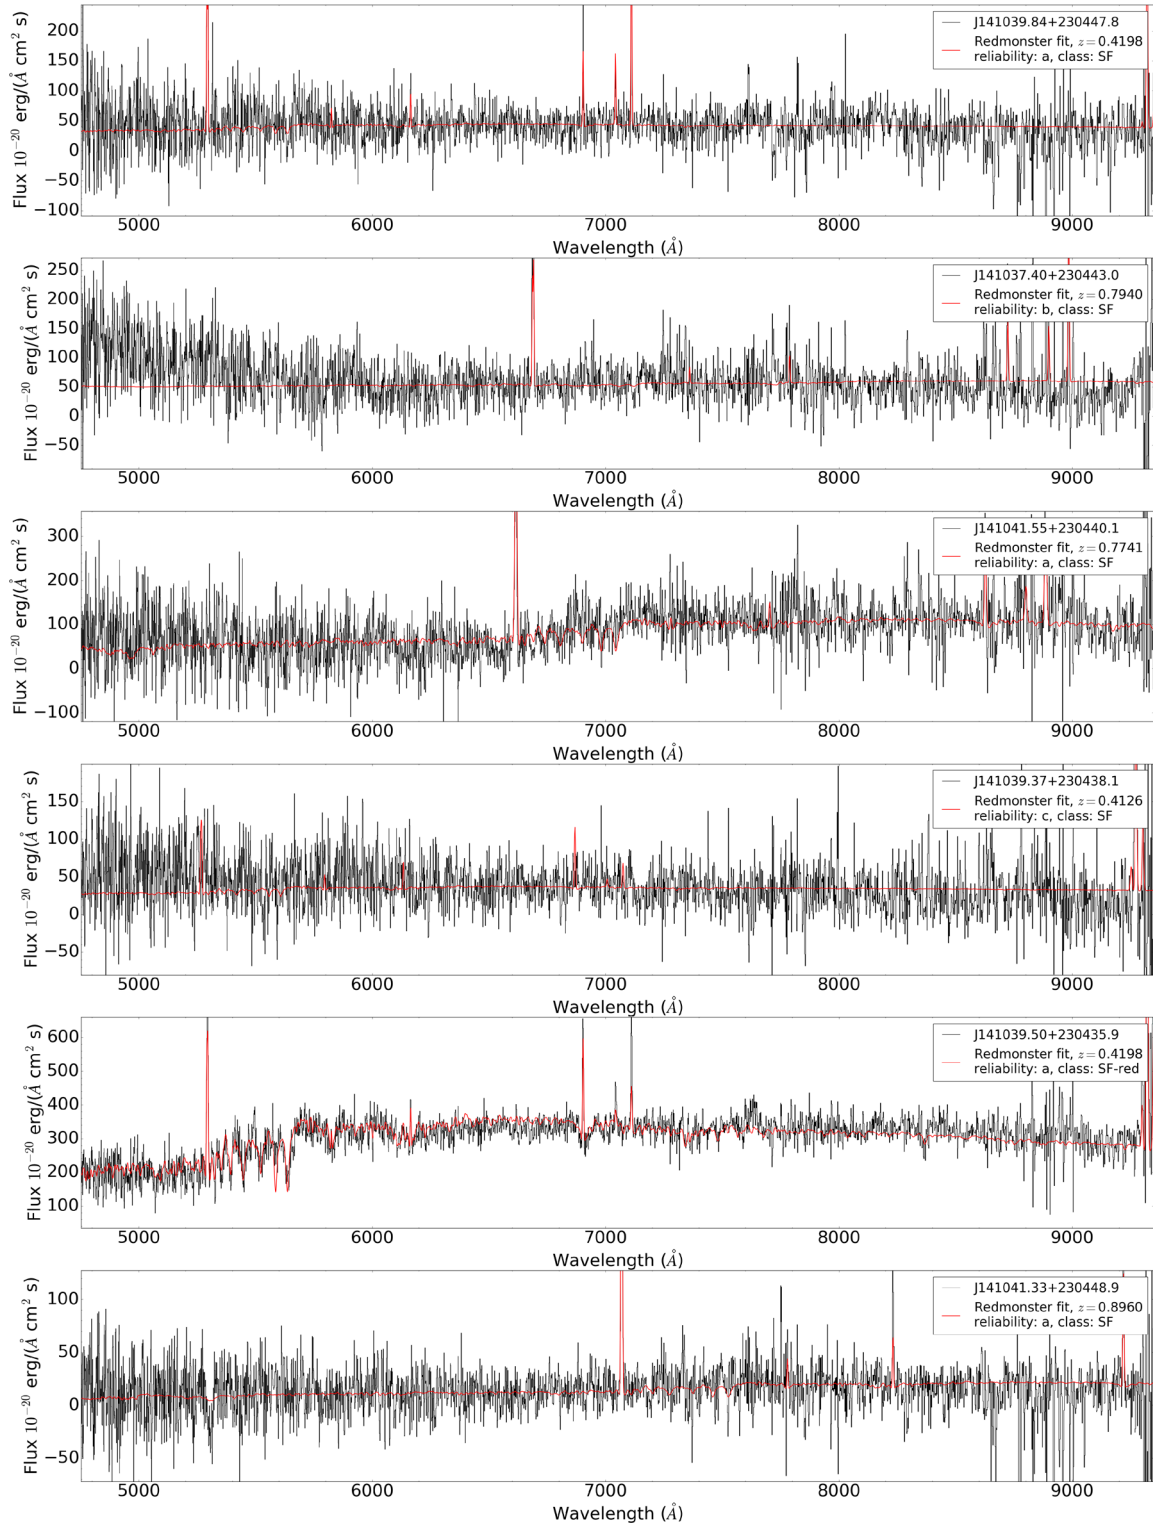 Flux 10⁻²⁰ erg/(Å cm² s)
200
150
100
50
0
−50
−100
J141039.84+230447.8
Redmonster fit, z = 0.4198
reliability: a, class: SF
5000 6000 7000 8000 9000
Wavelength (Å)
Flux 10⁻²⁰ erg/(Å cm² s)
250
200
150
100
50
0
−50
J141037.40+230443.0
Redmonster fit, z = 0.7940
reliability: b, class: SF
5000 6000 7000 8000 9000
Wavelength (Å)
Flux 10⁻²⁰ erg/(Å cm² s)
300
200
100
0
−100
J141041.55+230440.1
Redmonster fit, z = 0.7741
reliability: a, class: SF
5000 6000 7000 8000 9000
Wavelength (Å)
Flux 10⁻²⁰ erg/(Å cm² s)
150
100
50
0
−50
J141039.37+230438.1
Redmonster fit, z = 0.4126
reliability: c, class: SF
5000 6000 7000 8000 9000
Wavelength (Å)
Flux 10⁻²⁰ erg/(Å cm² s)
600
500
400
300
200
100
J141039.50+230435.9
Redmonster fit, z = 0.4198
reliability: a, class: SF-red
5000 6000 7000 8000 9000
Wavelength (Å)
Flux 10⁻²⁰ erg/(Å cm² s)
100
50
0
−50
J141041.33+230448.9
Redmonster fit, z = 0.8960
reliability: a, class: SF
5000 6000 7000 8000 9000
Wavelength (Å)